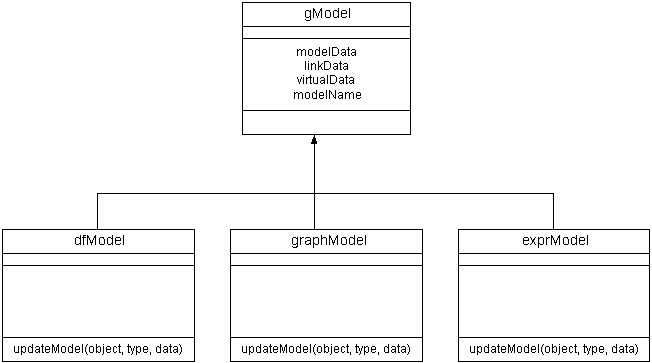 gModel
modelData
linkData
virtualData
modelName
dfModel
graphModel
exprModel
updateModel(object, type, data)
updateModel(object, type, data)
updateModel(object, type, data)